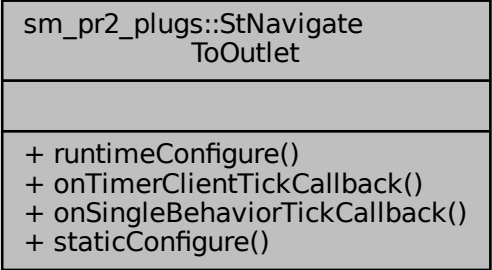 sm_pr2_plugs::StNavigate
ToOutlet
+ runtimeConfigure()
+ onTimerClientTickCallback()
+ onSingleBehaviorTickCallback()
+ staticConfigure()